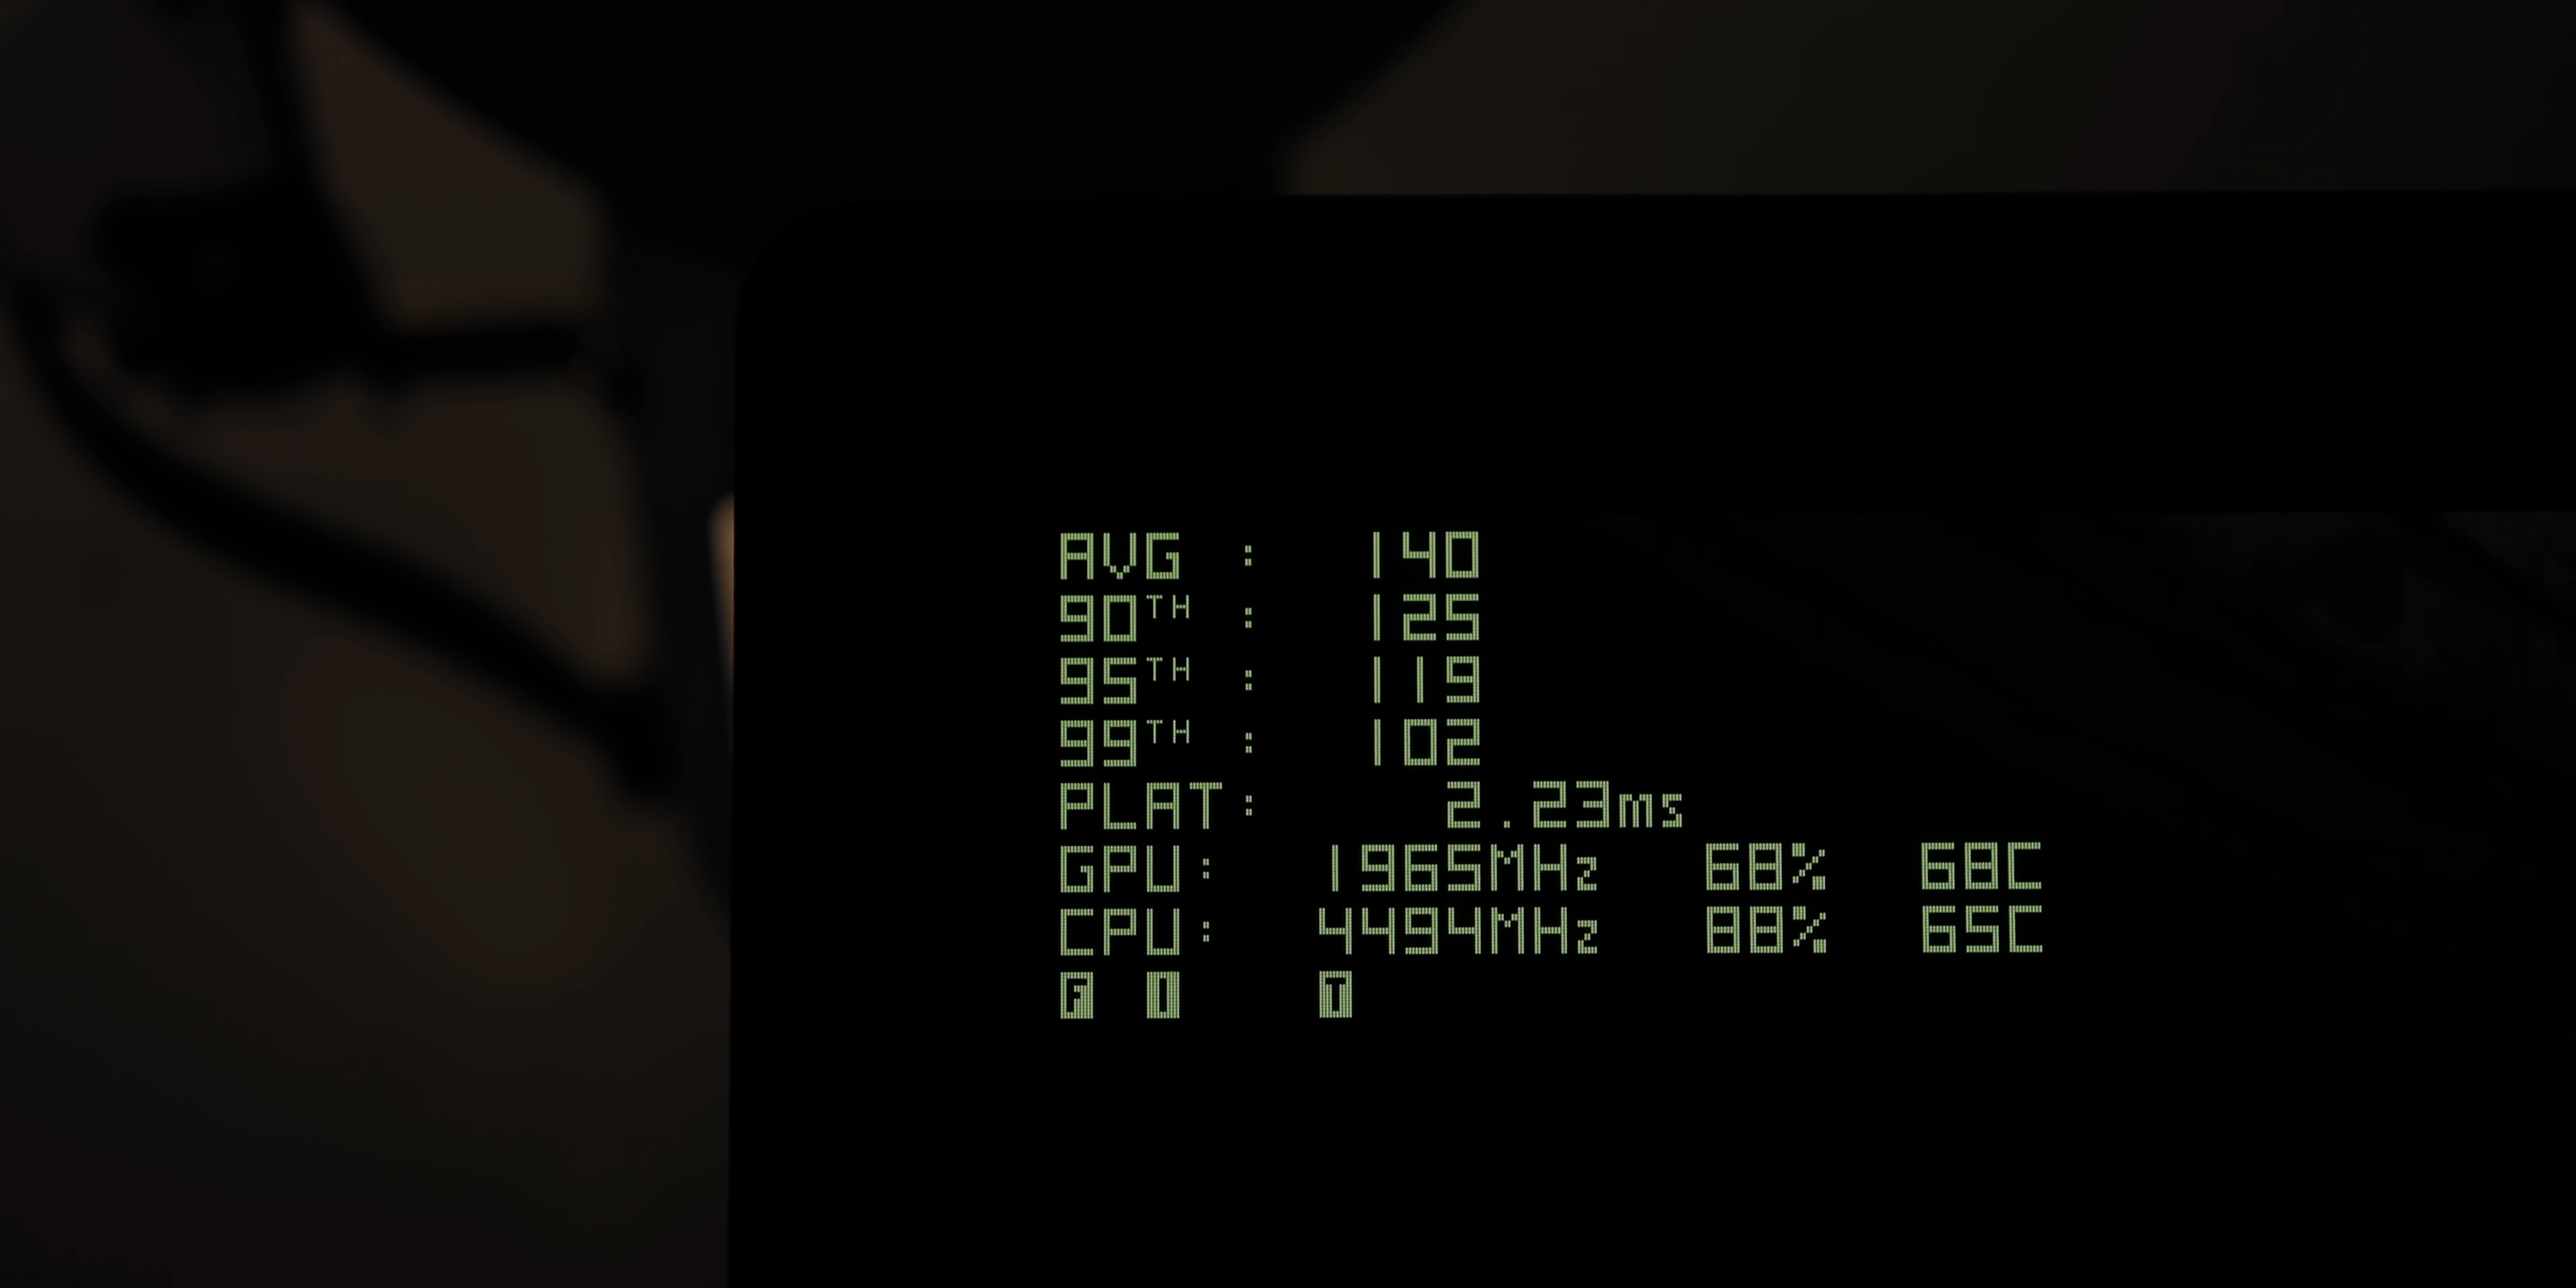 AVG : 140
90TH : 125
95TH : 119
99TH : 102
PLAT: 2.23ms
GPU: 1965MHz 68% 68C
CPU: 4494MHz 88% 65C
F O T